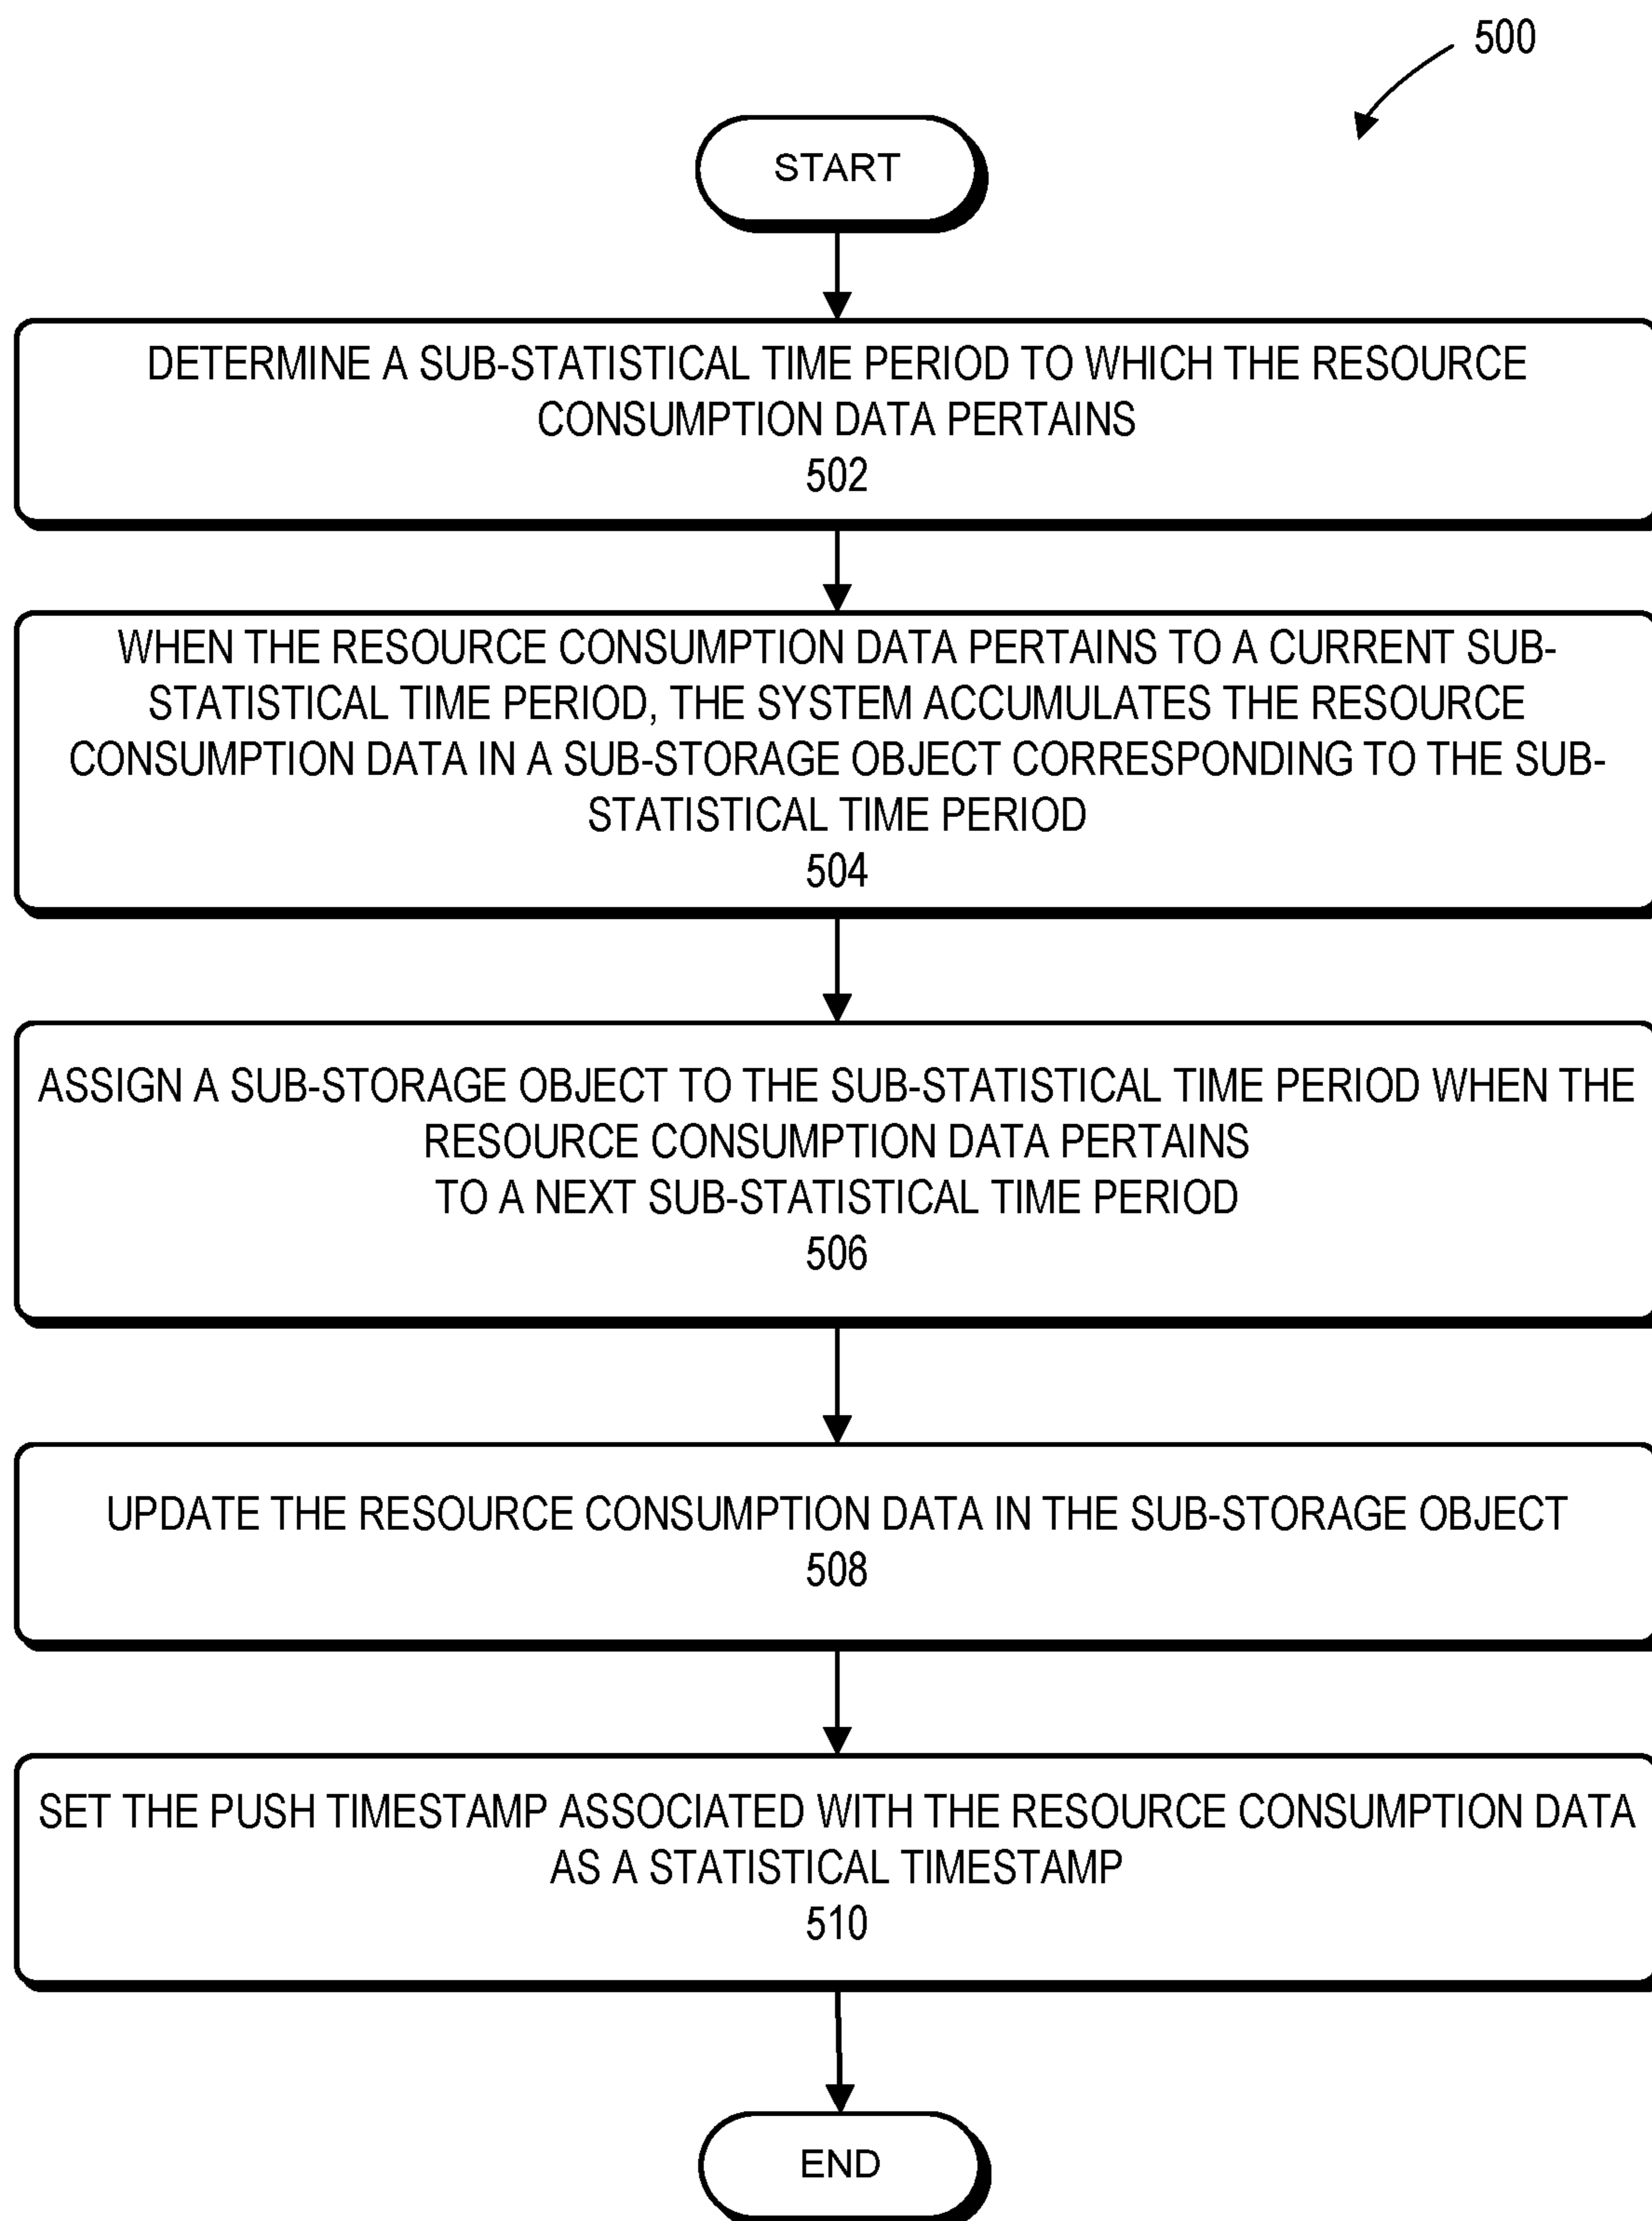 500
START
DETERMINE A SUB-STATISTICAL TIME PERIOD TO WHICH THE RESOURCE
CONSUMPTION DATA PERTAINS
502
WHEN THE RESOURCE CONSUMPTION DATA PERTAINS TO A CURRENT SUB-
STATISTICAL TIME PERIOD, THE SYSTEM ACCUMULATES THE RESOURCE
CONSUMPTION DATA IN A SUB-STORAGE OBJECT CORRESPONDING TO THE SUB-
STATISTICAL TIME PERIOD
504
ASSIGN A SUB-STORAGE OBJECT TO THE SUB-STATISTICAL TIME PERIOD WHEN THE
RESOURCE CONSUMPTION DATA PERTAINS
TO A NEXT SUB-STATISTICAL TIME PERIOD
506
UPDATE THE RESOURCE CONSUMPTION DATA IN THE SUB-STORAGE OBJECT
508
SET THE PUSH TIMESTAMP ASSOCIATED WITH THE RESOURCE CONSUMPTION DATA
AS A STATISTICAL TIMESTAMP
510
END